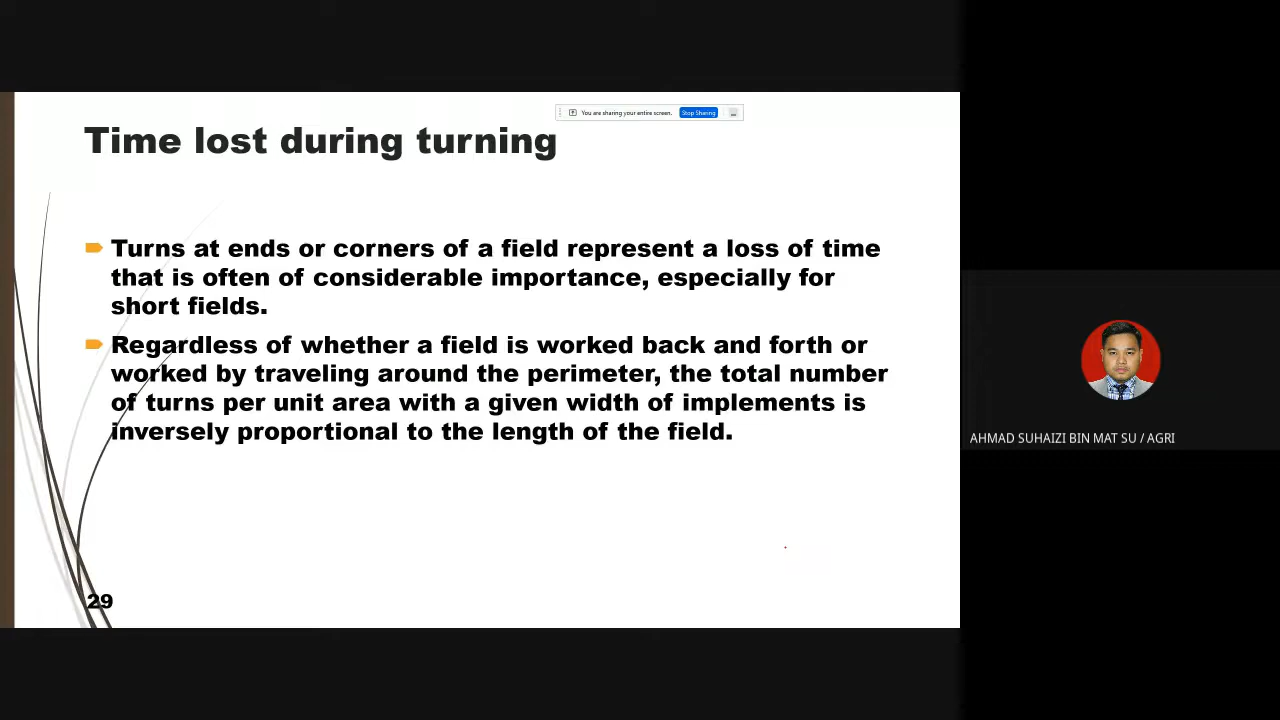 You are sharing your entire screen. Stop Sharing
Time lost during turning
Turns at ends or corners of a field represent a loss of time
that is often of considerable importance, especially for
short fields.
Regardless of whether a field is worked back and forth or
worked by traveling around the perimeter, the total number
of turns per unit area with a given width of implements is
inversely proportional to the length of the field.
29
AHMAD SUHAIZI BIN MAT SU / AGRI